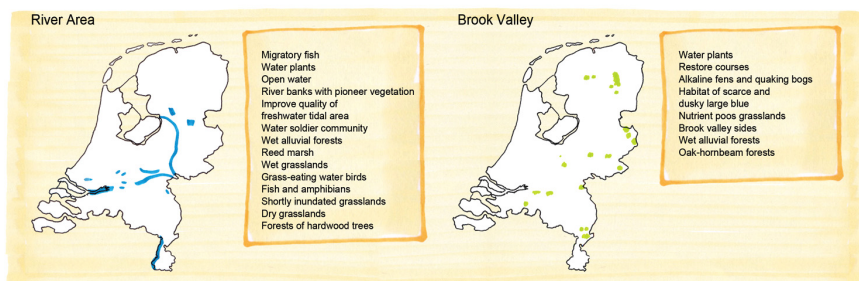 River Area
Migratory fish
Water plants
Open water
River banks with pioneer vegetation
Improve quality of
freshwater tidal area
Water soldier community
Wet alluvial forests
Reed marsh
Wet grasslands
Grass-eating water birds
Fish and amphibians
Shortly inundated grasslands
Dry grasslands
Forests of hardwood trees
Brook Valley
Water plants
Restore courses
Alkaline fens and quaking bogs
Habitat of scarce and
dusky large blue
Nutrient poos grasslands
Brook valley sides
Wet alluvial forests
Oak-hornbeam forests